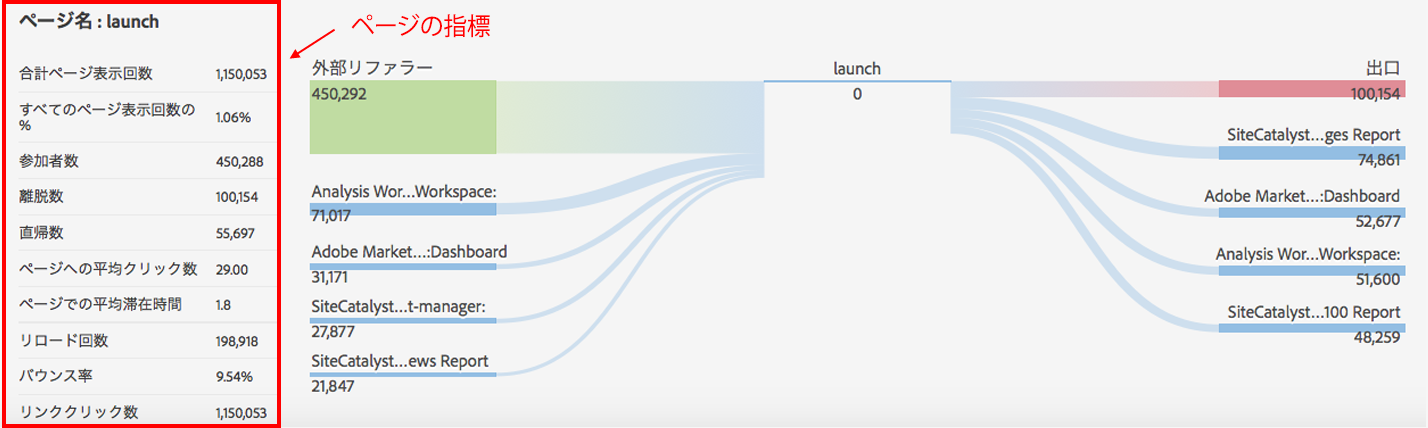 ページ名 : launch
合計ページ表示回数 1,150,053
すべてのページ表示回数の
% 1.06%
参加者数 450,288
離脱数 100,154
直帰数 55,697
ページへの平均クリック数 29.00
ページでの平均滞在時間 1.8
リロード回数 198,918
バウンス率 9.54%
リンククリック数 1,150,053
ページの指標
外部リファラー
450,292
Analysis Wor...Workspace:
71,017
Adobe Market...:Dashboard
31,171
SiteCatalyst...t-manager:
27,877
SiteCatalyst...ews Report
21,847
launch
0
出口
100,154
SiteCatalyst...ges Report
74,861
Adobe Market...:Dashboard
52,677
Analysis Wor...Workspace:
51,600
SiteCatalyst...100 Report
48,259